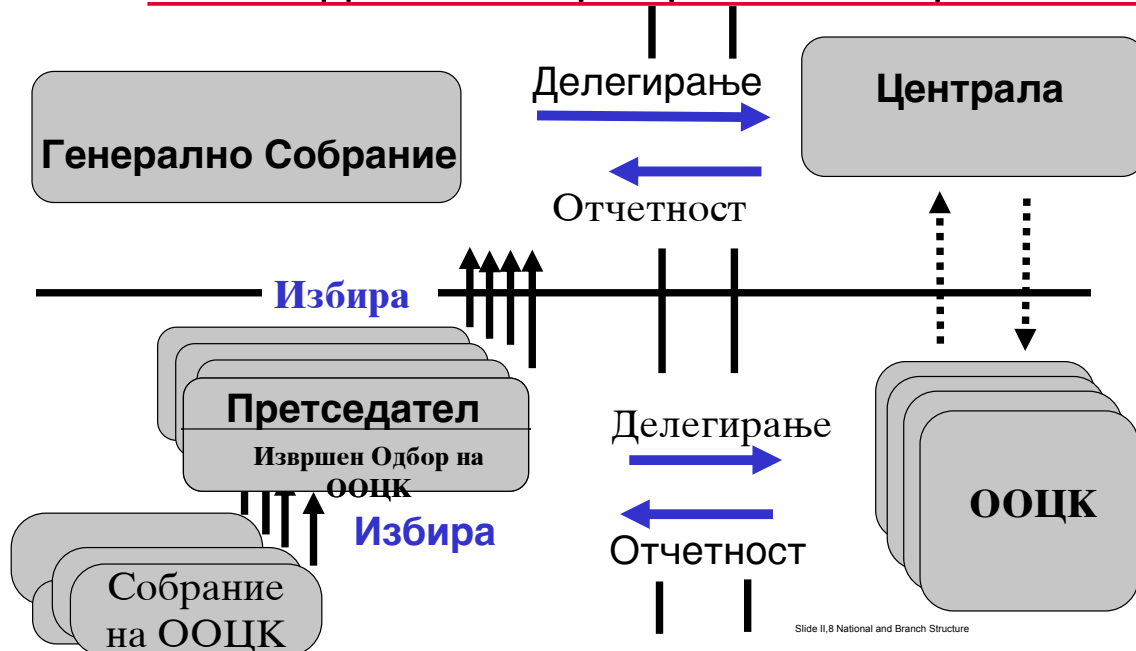 Делегирање
Централа
Генерално Собрание
Отчетност
Избира
Претседател
Извршен Одбор на
ООЦК
Делегирање
ООЦК
Избира
Отчетност
Собрание
на ООЦК
Slide II,8 National and Branch Structure